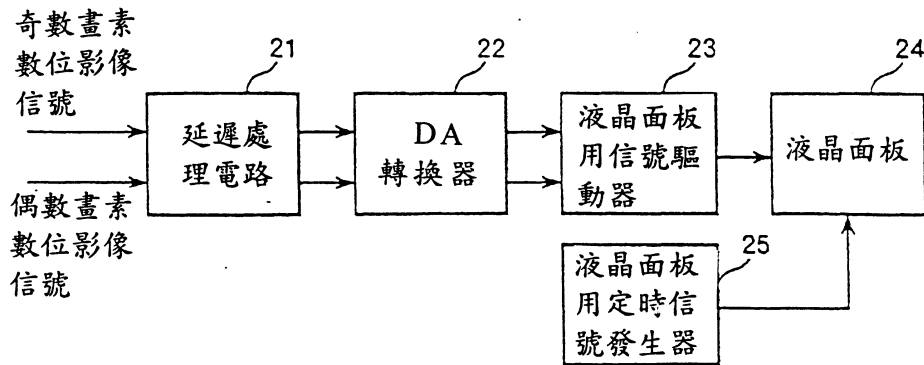 奇數畫素
數位影像
信號
偶數畫素
數位影像
信號
21
延遲處
理電路
22
DA
轉換器
23
液晶面板
用信號驅
動器
24
液晶面板
25
液晶面板
用定時信
號發生器